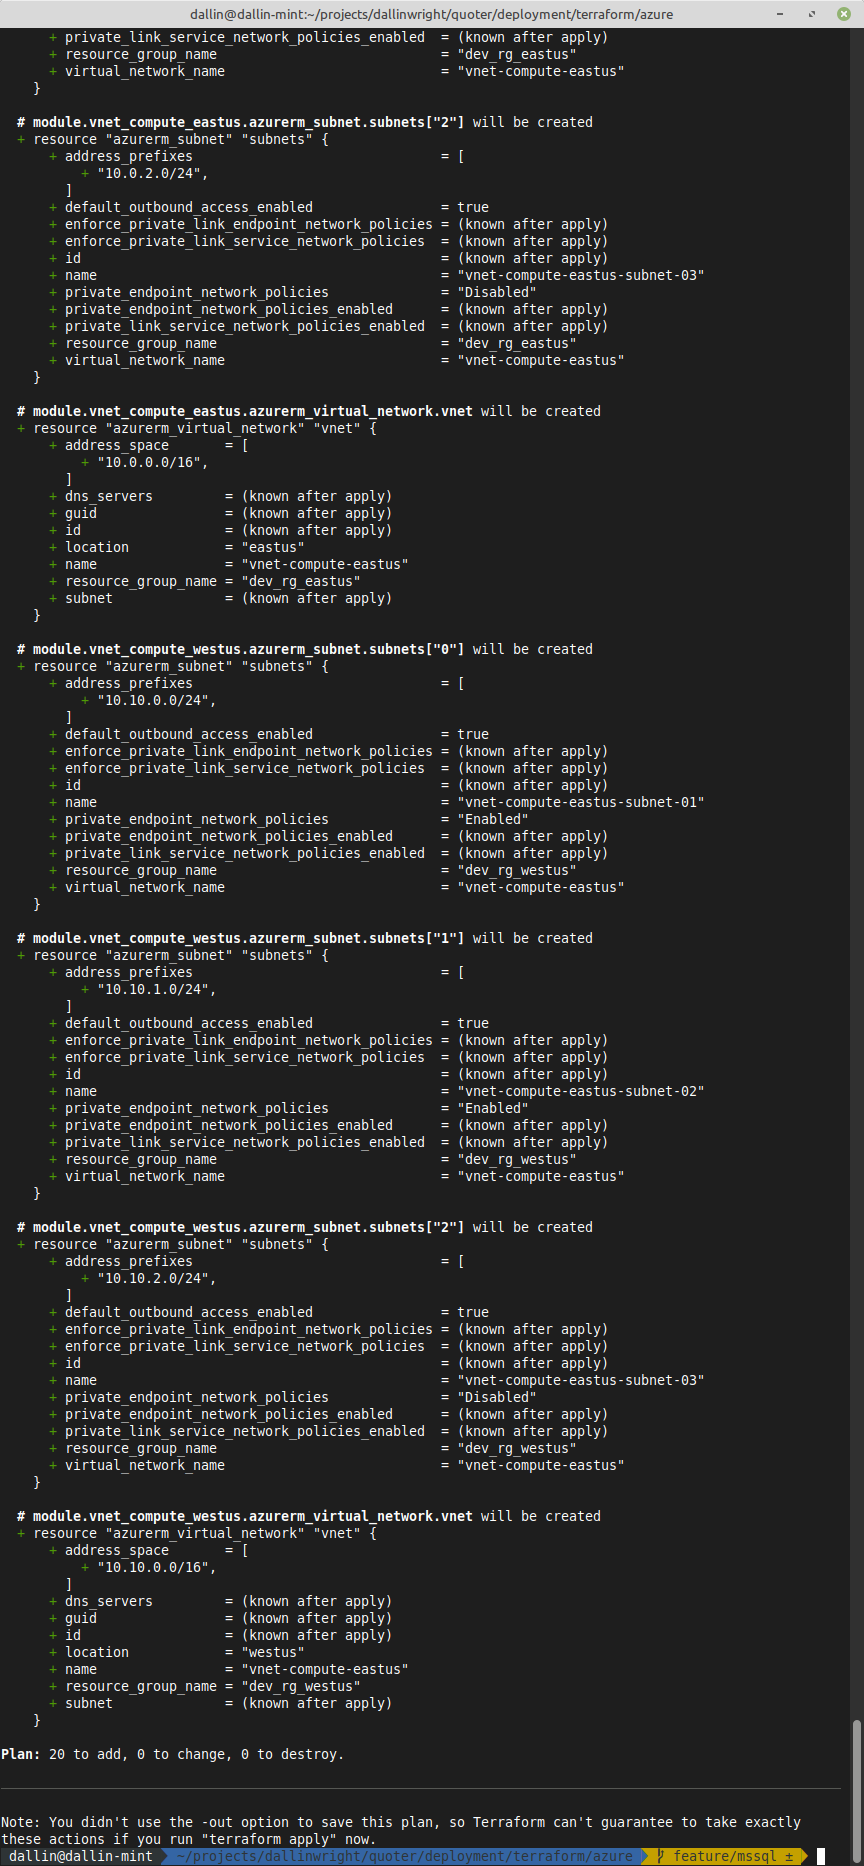 dallin@dallin-mint:~/projects/dallinwright/quoter/deployment/terraform/azure
+ private_link_service_network_policies_enabled = (known after apply)
+ resource_group_name = "dev_rg_eastus"
+ virtual_network_name = "vnet-compute-eastus"
}
# module.vnet_compute_eastus.azurerm_subnet.subnets["2"] will be created
+ resource "azurerm_subnet" "subnets" {
+ address_prefixes = [
+ "10.0.2.0/24",
]
+ default_outbound_access_enabled = true
+ enforce_private_link_endpoint_network_policies = (known after apply)
+ enforce_private_link_service_network_policies = (known after apply)
+ id = (known after apply)
+ name = "vnet-compute-eastus-subnet-03"
+ private_endpoint_network_policies = "Disabled"
+ private_endpoint_network_policies_enabled = (known after apply)
+ private_link_service_network_policies_enabled = (known after apply)
+ resource_group_name = "dev_rg_eastus"
+ virtual_network_name = "vnet-compute-eastus"
}
# module.vnet_compute_eastus.azurerm_virtual_network.vnet will be created
+ resource "azurerm_virtual_network" "vnet" {
+ address_space = [
+ "10.0.0.0/16",
]
+ dns_servers = (known after apply)
+ guid = (known after apply)
+ id = (known after apply)
+ location = "eastus"
+ name = "vnet-compute-eastus"
+ resource_group_name = "dev_rg_eastus"
+ subnet = (known after apply)
}
# module.vnet_compute_westus.azurerm_subnet.subnets["0"] will be created
+ resource "azurerm_subnet" "subnets" {
+ address_prefixes = [
+ "10.10.0.0/24",
]
+ default_outbound_access_enabled = true
+ enforce_private_link_endpoint_network_policies = (known after apply)
+ enforce_private_link_service_network_policies = (known after apply)
+ id = (known after apply)
+ name = "vnet-compute-eastus-subnet-01"
+ private_endpoint_network_policies = "Enabled"
+ private_endpoint_network_policies_enabled = (known after apply)
+ private_link_service_network_policies_enabled = (known after apply)
+ resource_group_name = "dev_rg_westus"
+ virtual_network_name = "vnet-compute-eastus"
}
# module.vnet_compute_westus.azurerm_subnet.subnets["1"] will be created
+ resource "azurerm_subnet" "subnets" {
+ address_prefixes = [
+ "10.10.1.0/24",
]
+ default_outbound_access_enabled = true
+ enforce_private_link_endpoint_network_policies = (known after apply)
+ enforce_private_link_service_network_policies = (known after apply)
+ id = (known after apply)
+ name = "vnet-compute-eastus-subnet-02"
+ private_endpoint_network_policies = "Enabled"
+ private_endpoint_network_policies_enabled = (known after apply)
+ private_link_service_network_policies_enabled = (known after apply)
+ resource_group_name = "dev_rg_westus"
+ virtual_network_name = "vnet-compute-eastus"
}
# module.vnet_compute_westus.azurerm_subnet.subnets["2"] will be created
+ resource "azurerm_subnet" "subnets" {
+ address_prefixes = [
+ "10.10.2.0/24",
]
+ default_outbound_access_enabled = true
+ enforce_private_link_endpoint_network_policies = (known after apply)
+ enforce_private_link_service_network_policies = (known after apply)
+ id = (known after apply)
+ name = "vnet-compute-eastus-subnet-03"
+ private_endpoint_network_policies = "Disabled"
+ private_endpoint_network_policies_enabled = (known after apply)
+ private_link_service_network_policies_enabled = (known after apply)
+ resource_group_name = "dev_rg_westus"
+ virtual_network_name = "vnet-compute-eastus"
}
# module.vnet_compute_westus.azurerm_virtual_network.vnet will be created
+ resource "azurerm_virtual_network" "vnet" {
+ address_space = [
+ "10.10.0.0/16",
]
+ dns_servers = (known after apply)
+ guid = (known after apply)
+ id = (known after apply)
+ location = "westus"
+ name = "vnet-compute-eastus"
+ resource_group_name = "dev_rg_westus"
+ subnet = (known after apply)
}
Plan: 20 to add, 0 to change, 0 to destroy.
Note: You didn't use the -out option to save this plan, so Terraform can't guarantee to take exactly
these actions if you run "terraform apply" now.
dallin@dallin-mint ~/projects/dallinwright/quoter/deployment/terraform/azure feature/mssql ±